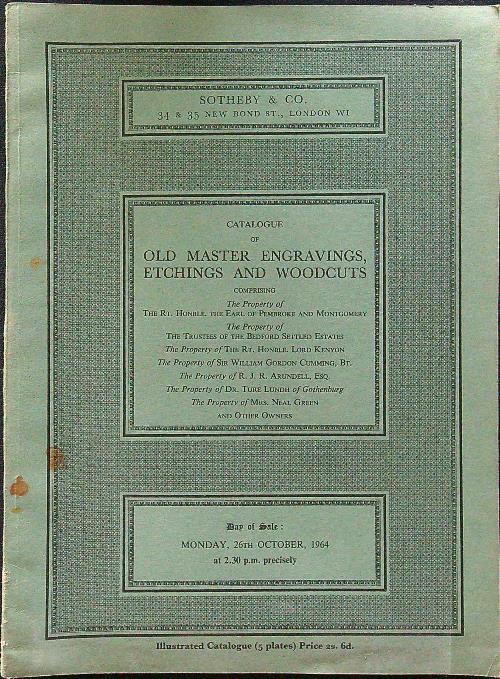 SOTHEBY & CO.
34 & 35 NEW BOND ST., LONDON W1
CATALOGUE
OF
OLD MASTER ENGRAVINGS,
ETCHINGS AND WOODCUTS
COMPRISING
The Property of
THE RT. HONBLE. THE EARL OF PEMBROKE AND MONTGOMERY
The Property of
THE TRUSTEES OF THE BEDFORD SETTLED ESTATES
The Property of THE RT. HONBLE. LORD KENYON
The Property of SIR WILLIAM GORDON CUMMING, BT.
The Property of R. J. R. ARUNDELL, ESQ.
The Property of DR. TURE LUNDH of Gothenburg
The Property of MRS. NEAL GREEN
AND OTHER OWNERS
Day of Sale :
MONDAY, 26TH OCTOBER, 1964
at 2.30 p.m. precisely
Illustrated Catalogue (5 plates) Price 2s. 6d.